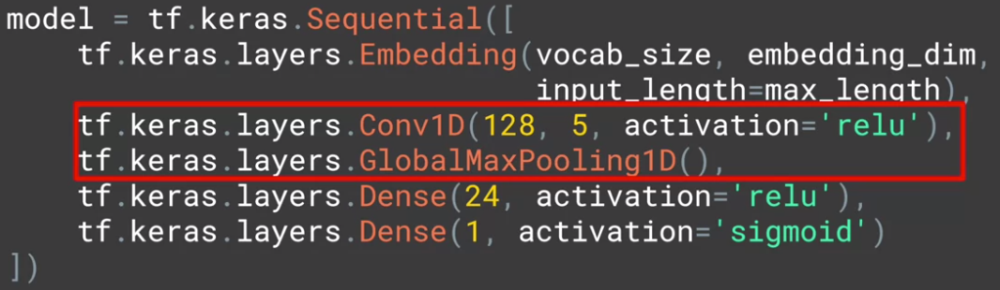 model = tf.keras.Sequential([
    tf.keras.layers.Embedding(vocab_size, embedding_dim,
                              input_length=max_length),
    tf.keras.layers.Conv1D(128, 5, activation='relu'),
    tf.keras.layers.GlobalMaxPooling1D(),
    tf.keras.layers.Dense(24, activation='relu'),
    tf.keras.layers.Dense(1, activation='sigmoid')
])